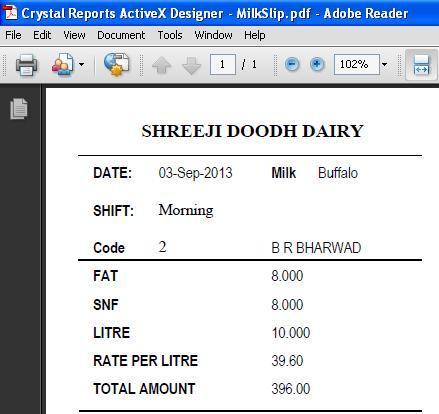 Crystal Reports ActiveX Designer - MilkSlip.pdf - Adobe Reader
File Edit View Document Tools Window Help
1 / 1 102%
SHREEJI DOODH DAIRY
DATE: 03-Sep-2013 Milk Buffalo
SHIFT: Morning
Code 2 B R BHARWAD
FAT 8.000
SNF 8.000
LITRE 10.000
RATE PER LITRE 39.60
TOTAL AMOUNT 396.00